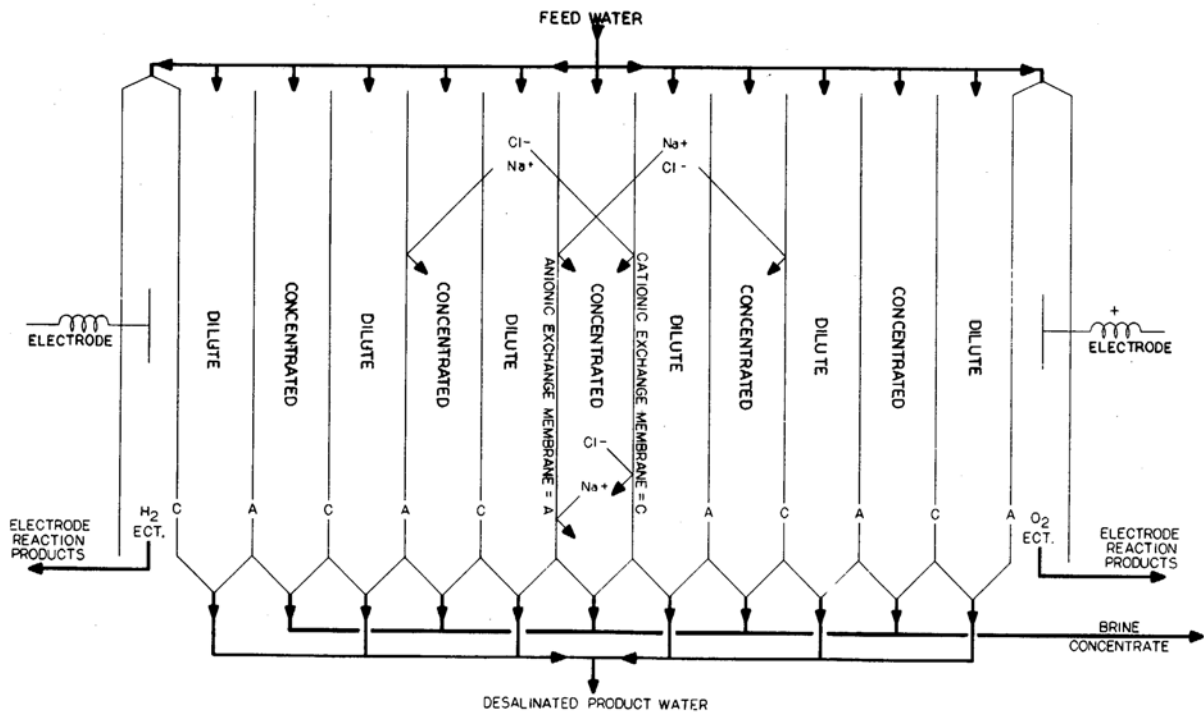 FEED WATER
Cl-
Na+
Na+
Cl-
DILUTE
CONCENTRATED
DILUTE
CONCENTRATED
DILUTE
ANIONIC EXCHANGE MEMBRANE = A
CONCENTRATED
CATIONIC EXCHANGE MEMBRANE = C
DILUTE
CONCENTRATED
DILUTE
CONCENTRATED
DILUTE
ELECTRODE
+
ELECTRODE
Cl-
Na+
H2
ECT.
C
A
C
A
C
A
C
A
C
A
O2
ECT.
ELECTRODE
REACTION
PRODUCTS
ELECTRODE
REACTION
PRODUCTS
BRINE
CONCENTRATE
DESALINATED PRODUCT WATER